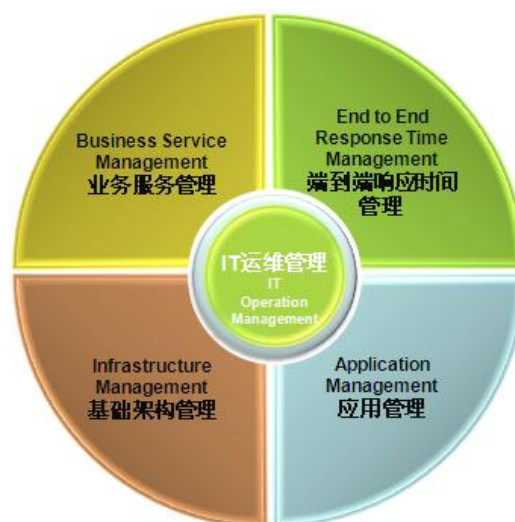 Business Service
Management
业务服务管理
End to End
Response Time
Management
端到端响应时间
管理
IT运维管理
IT
Operation
Management
Infrastructure
Management
基础架构管理
Application
Management
应用管理